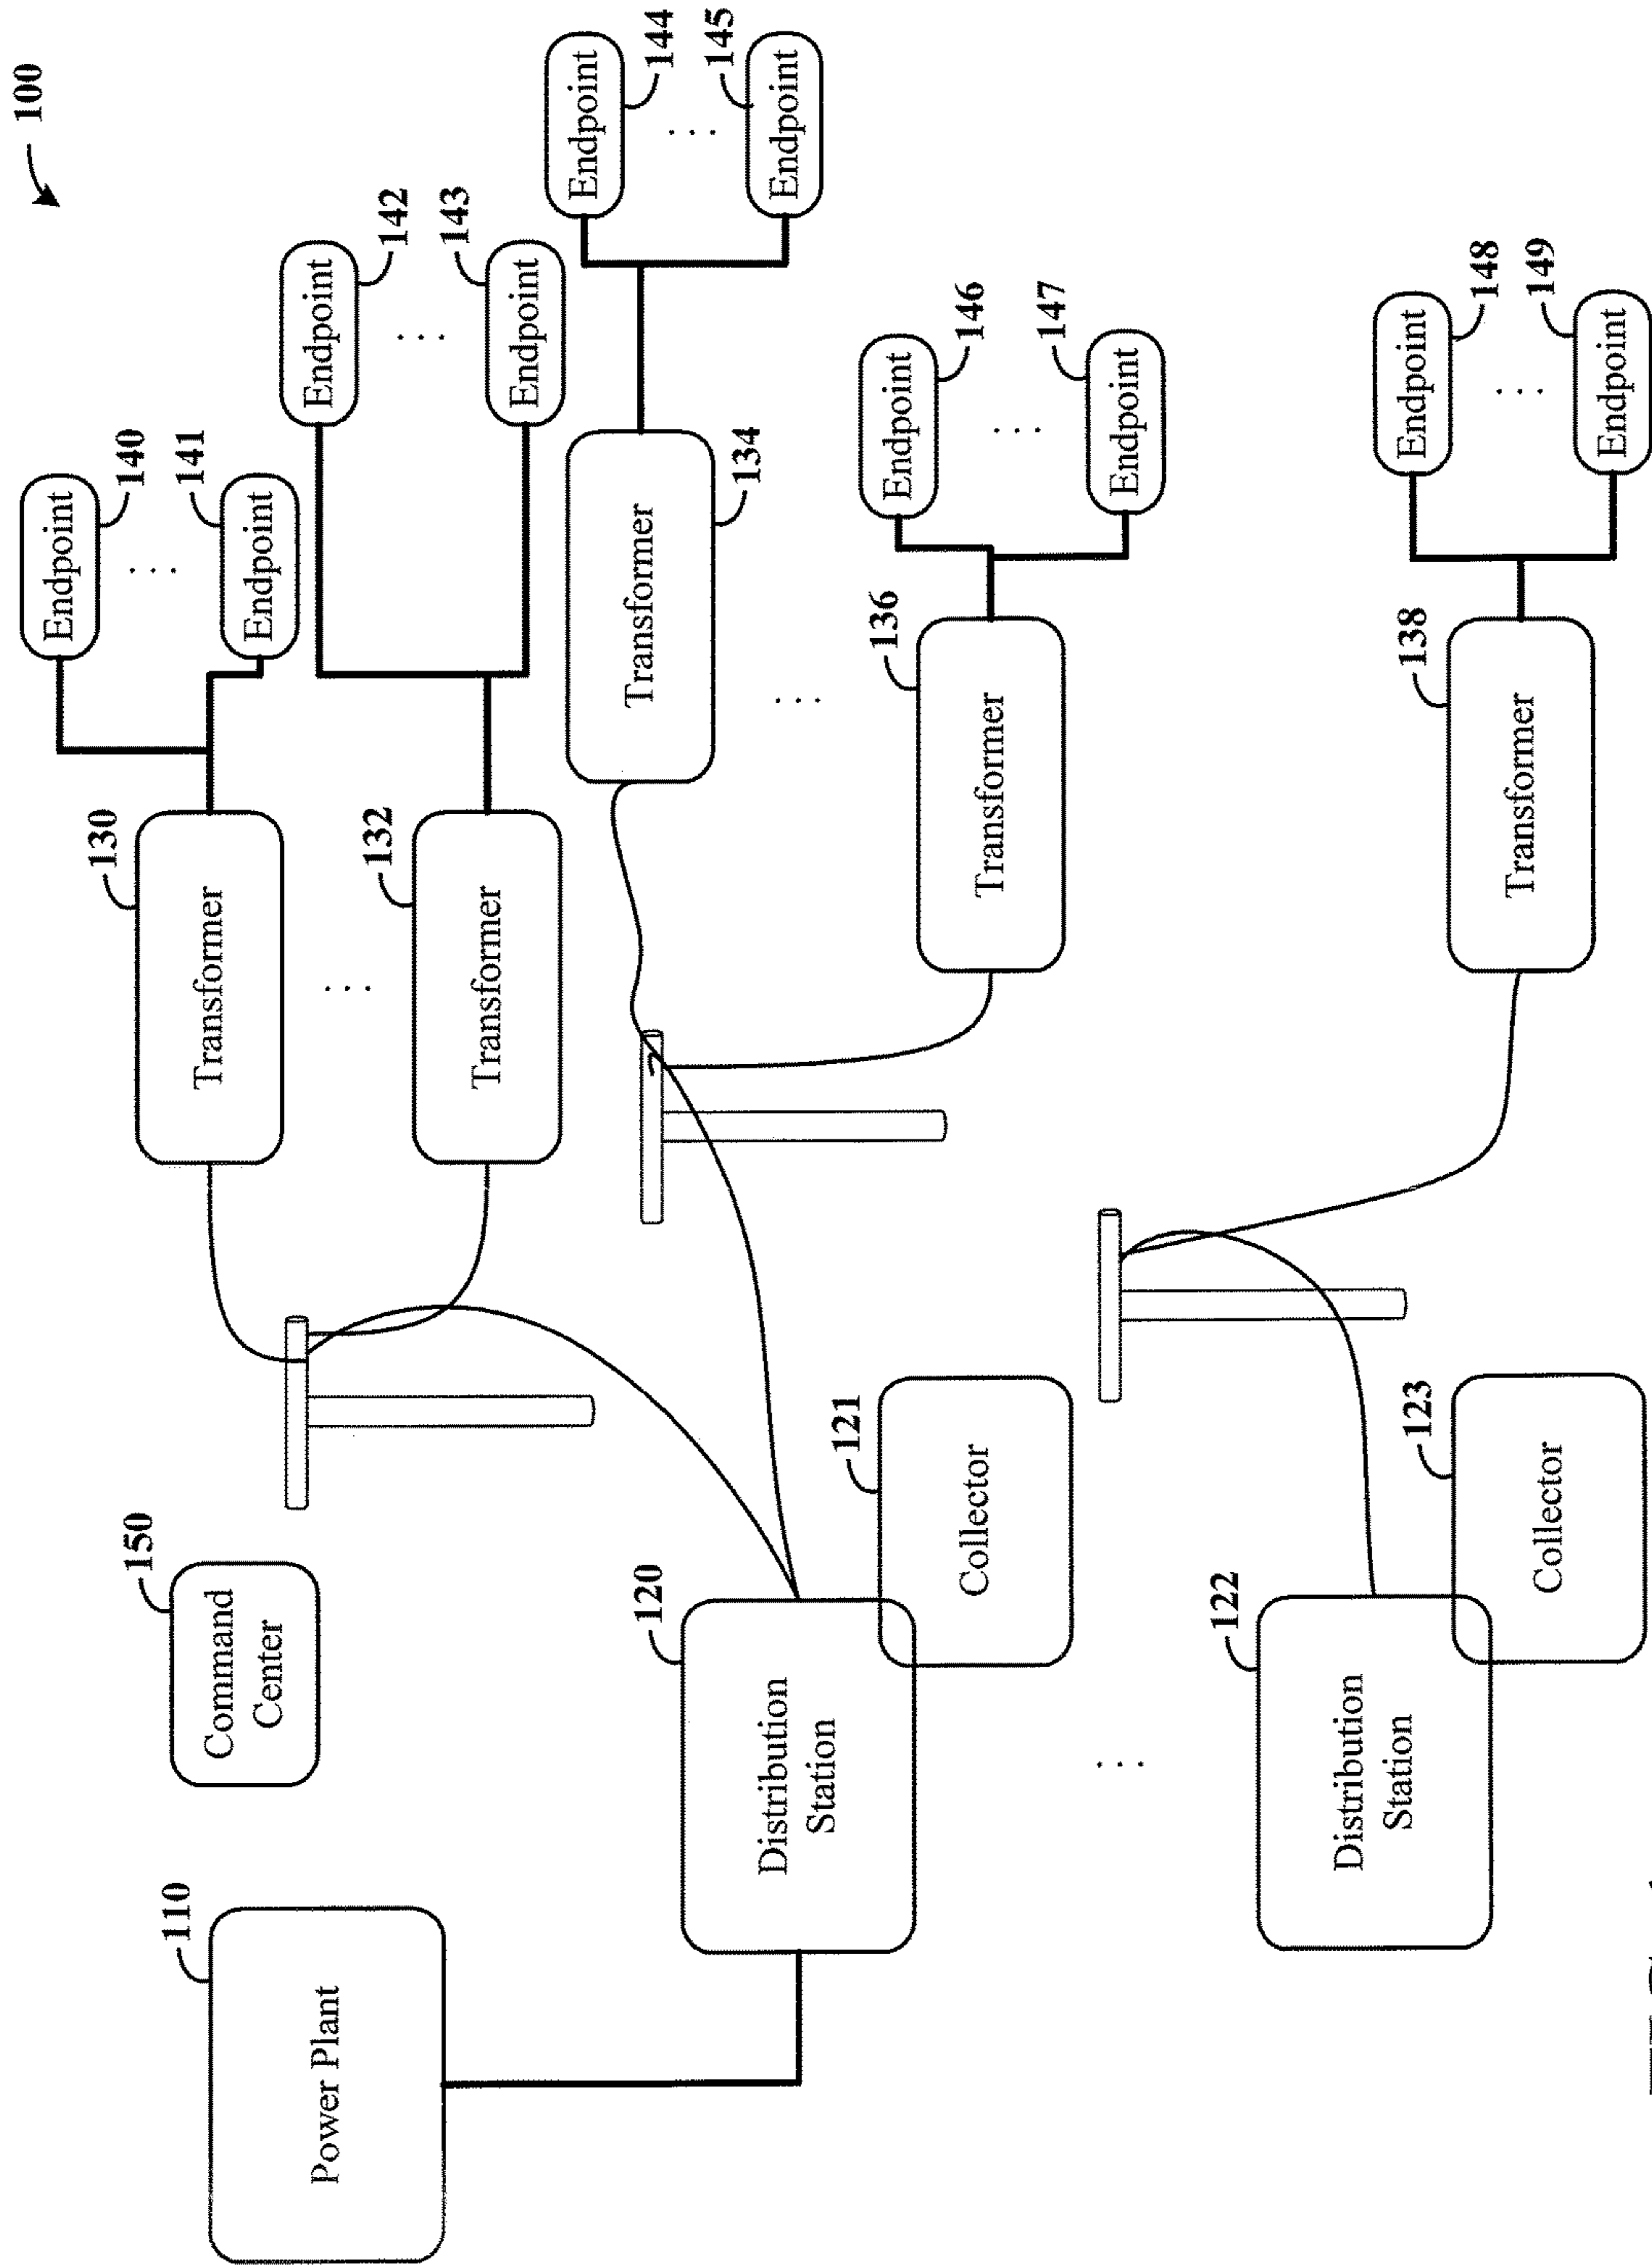 100
110
Power Plant
150
Command
Center
120
Distribution
Station
121
Collector
. . .
122
Distribution
Station
123
Collector
130
Transformer
. . .
132
Transformer
134
Transformer
. . .
136
Transformer
138
Transformer
Endpoint
140
. . .
141
Endpoint
Endpoint
142
. . .
143
Endpoint
Endpoint
144
. . .
145
Endpoint
Endpoint
146
. . .
147
Endpoint
Endpoint
148
. . .
149
Endpoint